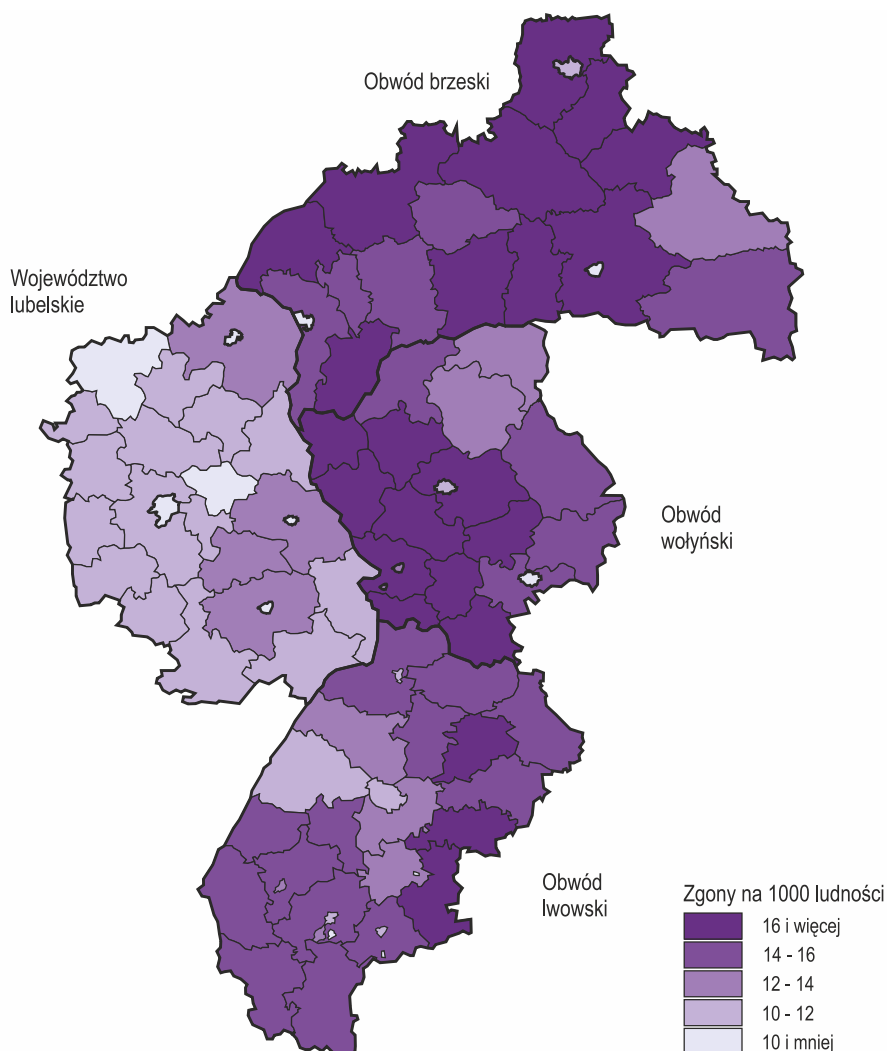 Obwód brzeski
Województwo
lubelskie
Obwód
wołyński
Obwód
lwowski
Zgony na 1000 ludności
16 i więcej
14 - 16
12 - 14
10 - 12
10 i mniej